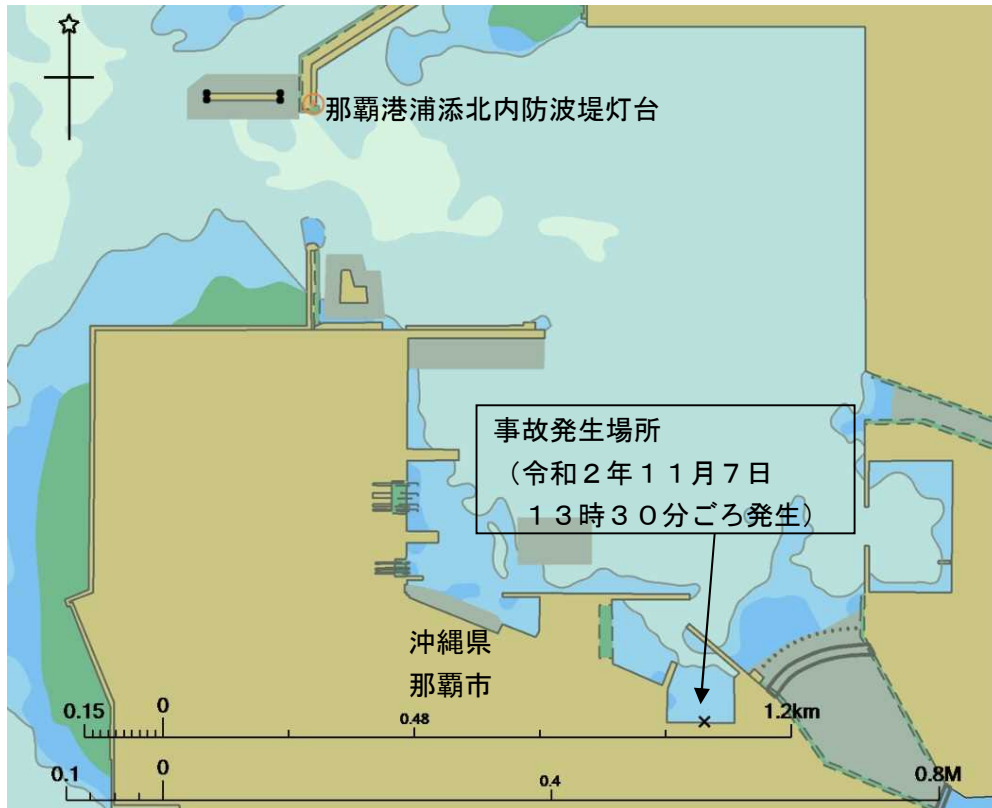 那覇港浦添北内防波堤灯台
事故発生場所
（令和２年１１月７日
１３時３０分ごろ発生）
沖縄県
那覇市
0.15 0 0.48 1.2km
0.1 0 0.4 0.8M